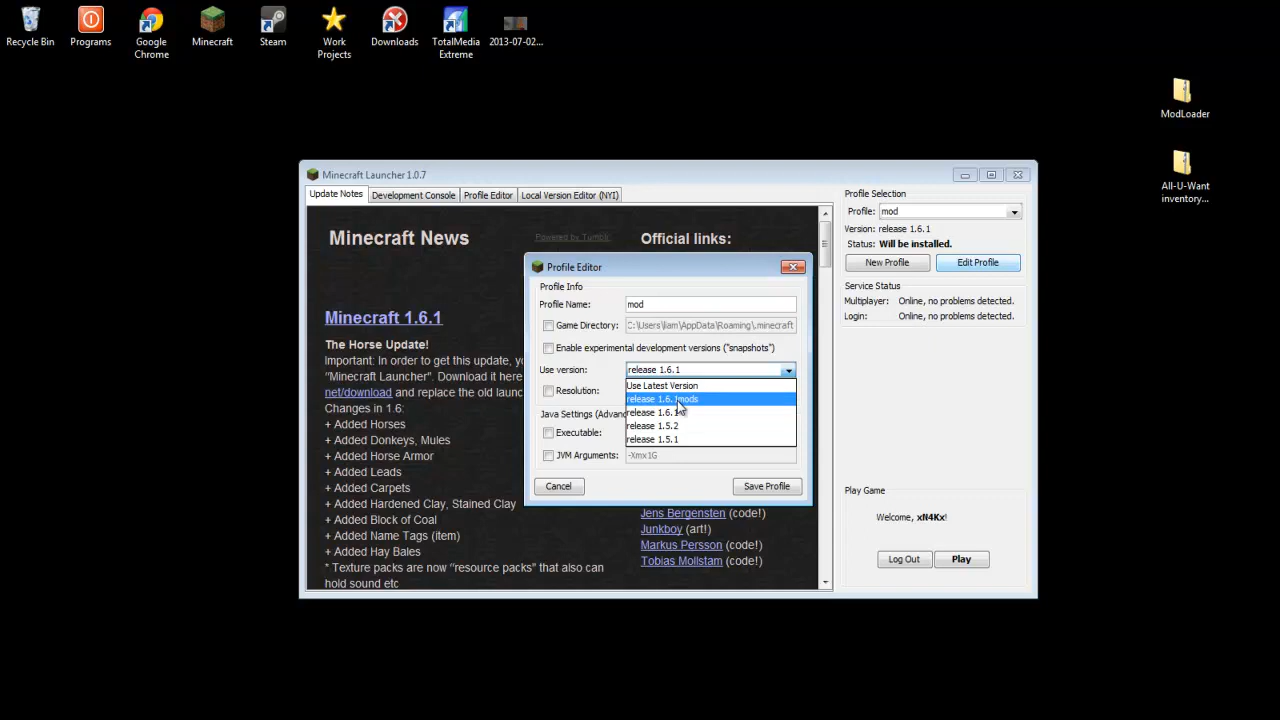 Recycle Bin
Programs
Google
Chrome
Minecraft
Steam
Work
Projects
Downloads
TotalMedia
Extreme
2013-07-02...
ModLoader
All-U-Want
inventory...
Minecraft Launcher 1.0.7
Update Notes
Development Console
Profile Editor
Local Version Editor (NYI)
Minecraft News
Powered by Tumblr
Official links:
Minecraft 1.6.1
The Horse Update!
Important: In order to get this update, yo
"Minecraft Launcher". Download it here
net/download and replace the old laun
Changes in 1.6:
+ Added Horses
+ Added Donkeys, Mules
+ Added Horse Armor
+ Added Leads
+ Added Carpets
+ Added Hardened Clay, Stained Clay
+ Added Block of Coal
+ Added Name Tags (item)
+ Added Hay Bales
* Texture packs are now "resource packs" that also can
hold sound etc
Jens Bergensten (code!)
Junkboy (art!)
Markus Persson (code!)
Tobias Mollstam (code!)
Profile Editor
Profile Info
Profile Name: mod
Game Directory: C:\Users\liam\AppData\Roaming\.minecraft
Enable experimental development versions ("snapshots")
Use version: release 1.6.1
Use Latest Version
release 1.6.1mods
release 1.6.1
release 1.5.2
release 1.5.1
Resolution:
Java Settings (Advan
Executable:
JVM Arguments: -Xmx1G
Cancel
Save Profile
Profile Selection
Profile: mod
Version: release 1.6.1
Status: Will be installed.
New Profile
Edit Profile
Service Status
Multiplayer: Online, no problems detected.
Login: Online, no problems detected.
Play Game
Welcome, xN4Kx!
Log Out
Play